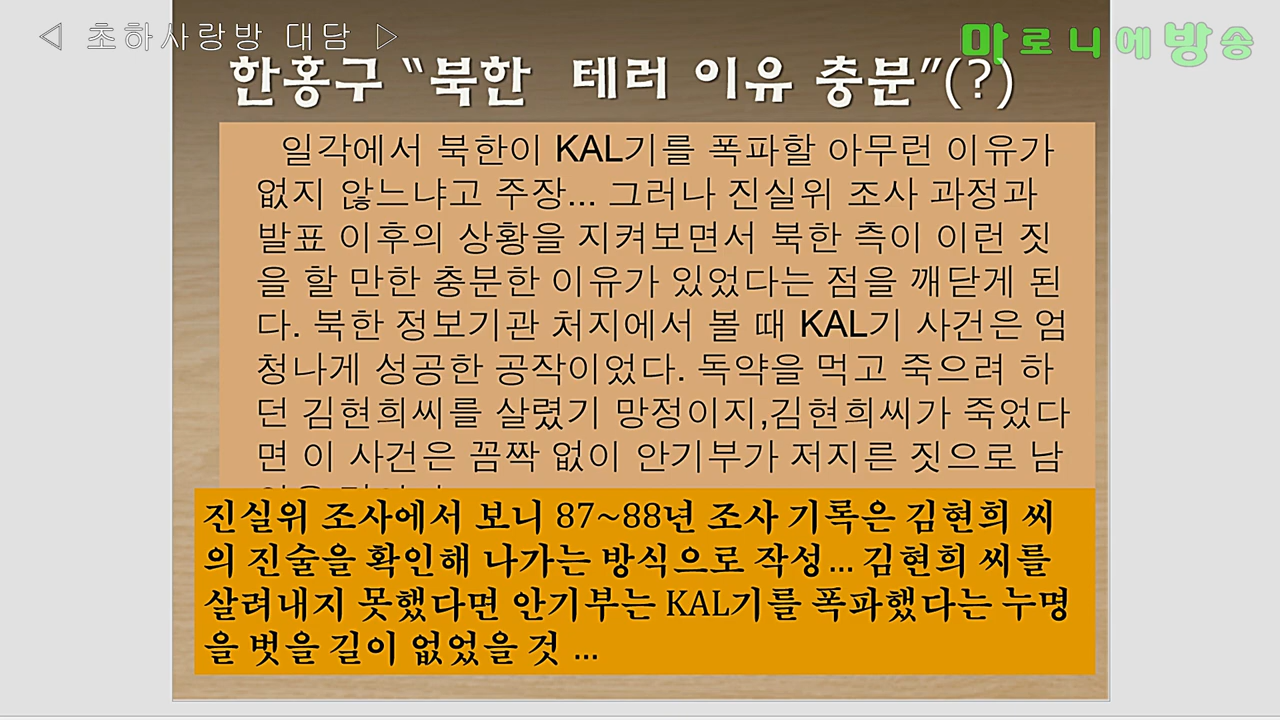 ◁ 초하사랑방 대담 ▷
마로니에방송
한홍구 “북한 테러 이유 충분”(?)
일각에서 북한이 KAL기를 폭파할 아무런 이유가
없지 않느냐고 주장... 그러나 진실위 조사 과정과
발표 이후의 상황을 지켜보면서 북한 측이 이런 짓
을 할 만한 충분한 이유가 있었다는 점을 깨닫게 된
다. 북한 정보기관 처지에서 볼 때 KAL기 사건은 엄
청나게 성공한 공작이었다. 독약을 먹고 죽으려 하
던 김현희씨를 살렸기 망정이지,김현희씨가 죽었다
면 이 사건은 꼼짝 없이 안기부가 저지른 짓으로 남
진실위 조사에서 보니 87~88년 조사 기록은 김현희 씨
의 진술을 확인해 나가는 방식으로 작성... 김현희 씨를
살려내지 못했다면 안기부는 KAL기를 폭파했다는 누명
을 벗을 길이 없었을 것 ...